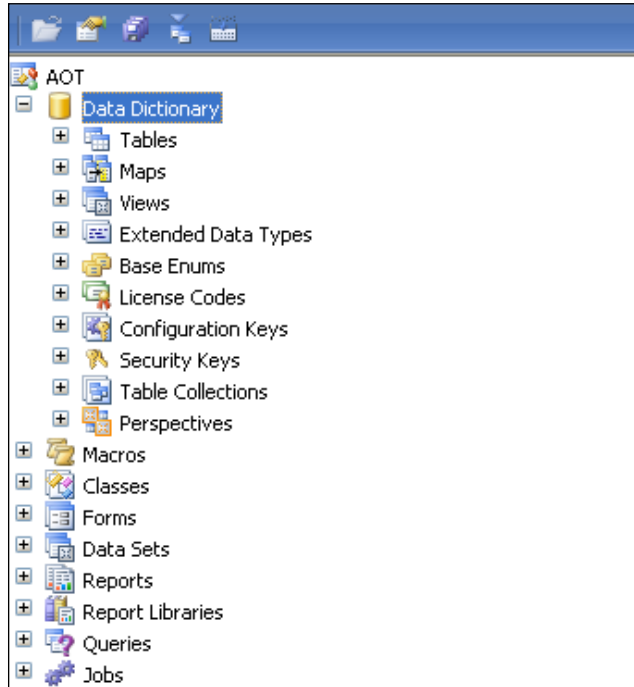 AOT
Data Dictionary
Tables
Maps
Views
Extended Data Types
Base Enums
License Codes
Configuration Keys
Security Keys
Table Collections
Perspectives
Macros
Classes
Forms
Data Sets
Reports
Report Libraries
Queries
Jobs